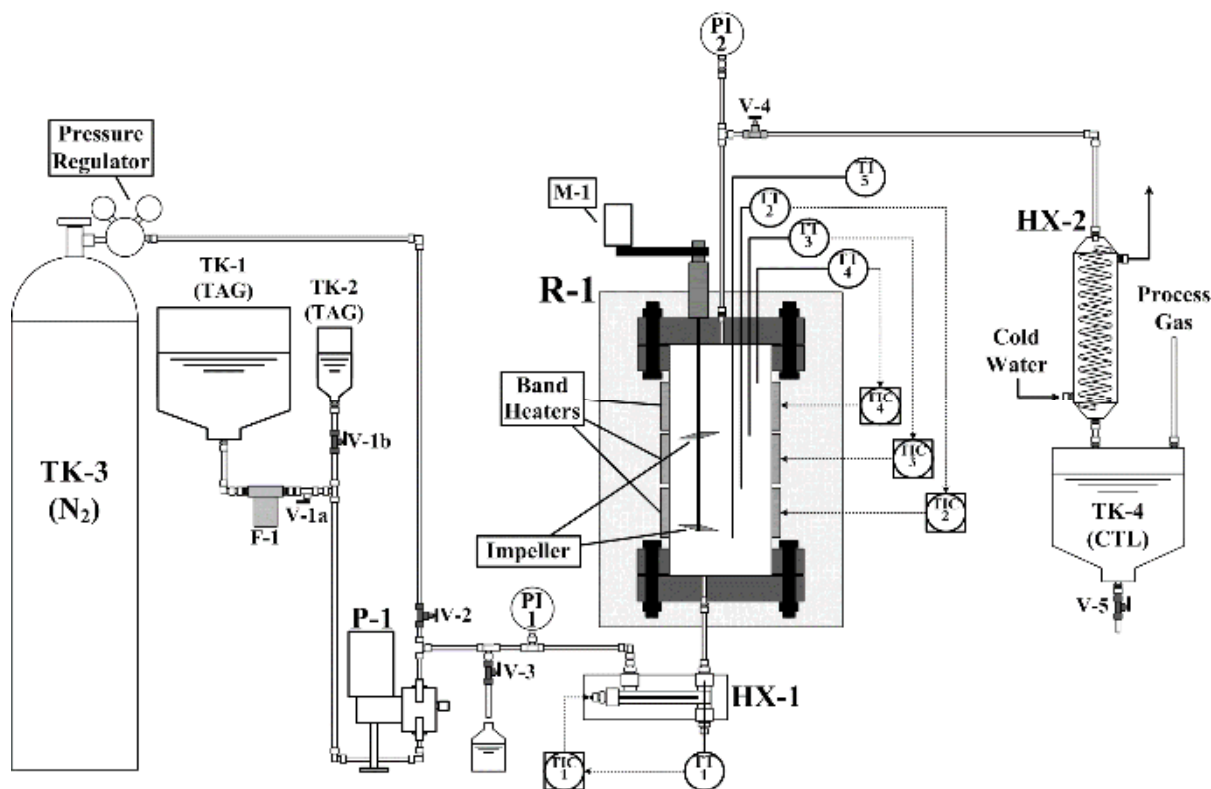 PI
2
V-4
Pressure
Regulator
M-1
TI
5
TT
2
TT
3
TT
4
HX-2
R-1
TK-1
(TAG)
TK-2
(TAG)
Process
Gas
Cold
Water
Band
Heaters
TIC
4
TIC
3
TIC
2
V-1b
TK-3
(N2)
V-1a
F-1
Impeller
TK-4
(CTL)
V-5
P-1
V-2
PI
1
V-3
HX-1
TIC
1
TT
1